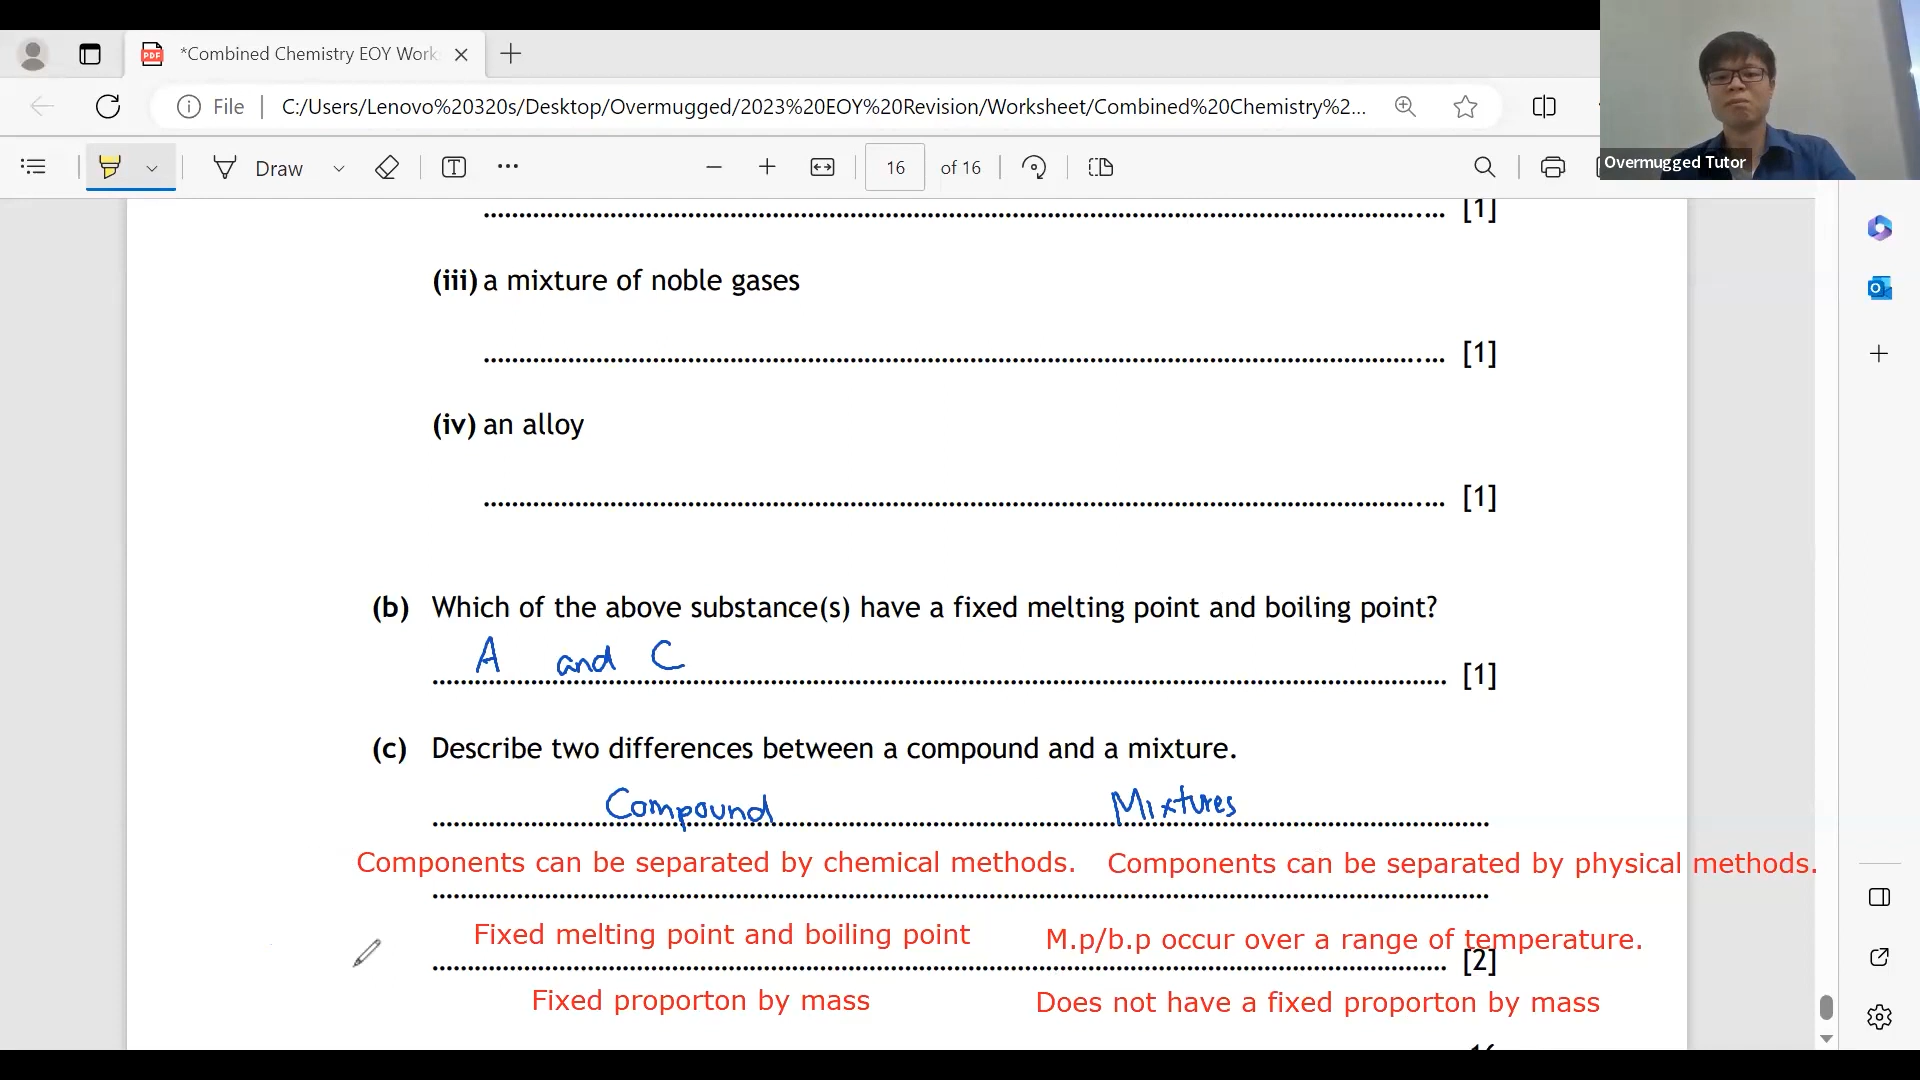 *Combined Chemistry EOY Work
File
C:/Users/Lenovo%20320s/Desktop/Overmugged/2023%20EOY%20Revision/Worksheet/Combined%20Chemistry%2...
Overmugged Tutor
Draw
16 of 16
[1]
(iii) a mixture of noble gases
[1]
(iv) an alloy
[1]
(b) Which of the above substance(s) have a fixed melting point and boiling point?
A and C
[1]
(c) Describe two differences between a compound and a mixture.
Compound Mixtures
Components can be separated by chemical methods. Components can be separated by physical methods.
Fixed melting point and boiling point M.p/b.p occur over a range of temperature.
[2]
Fixed proporton by mass Does not have a fixed proporton by mass